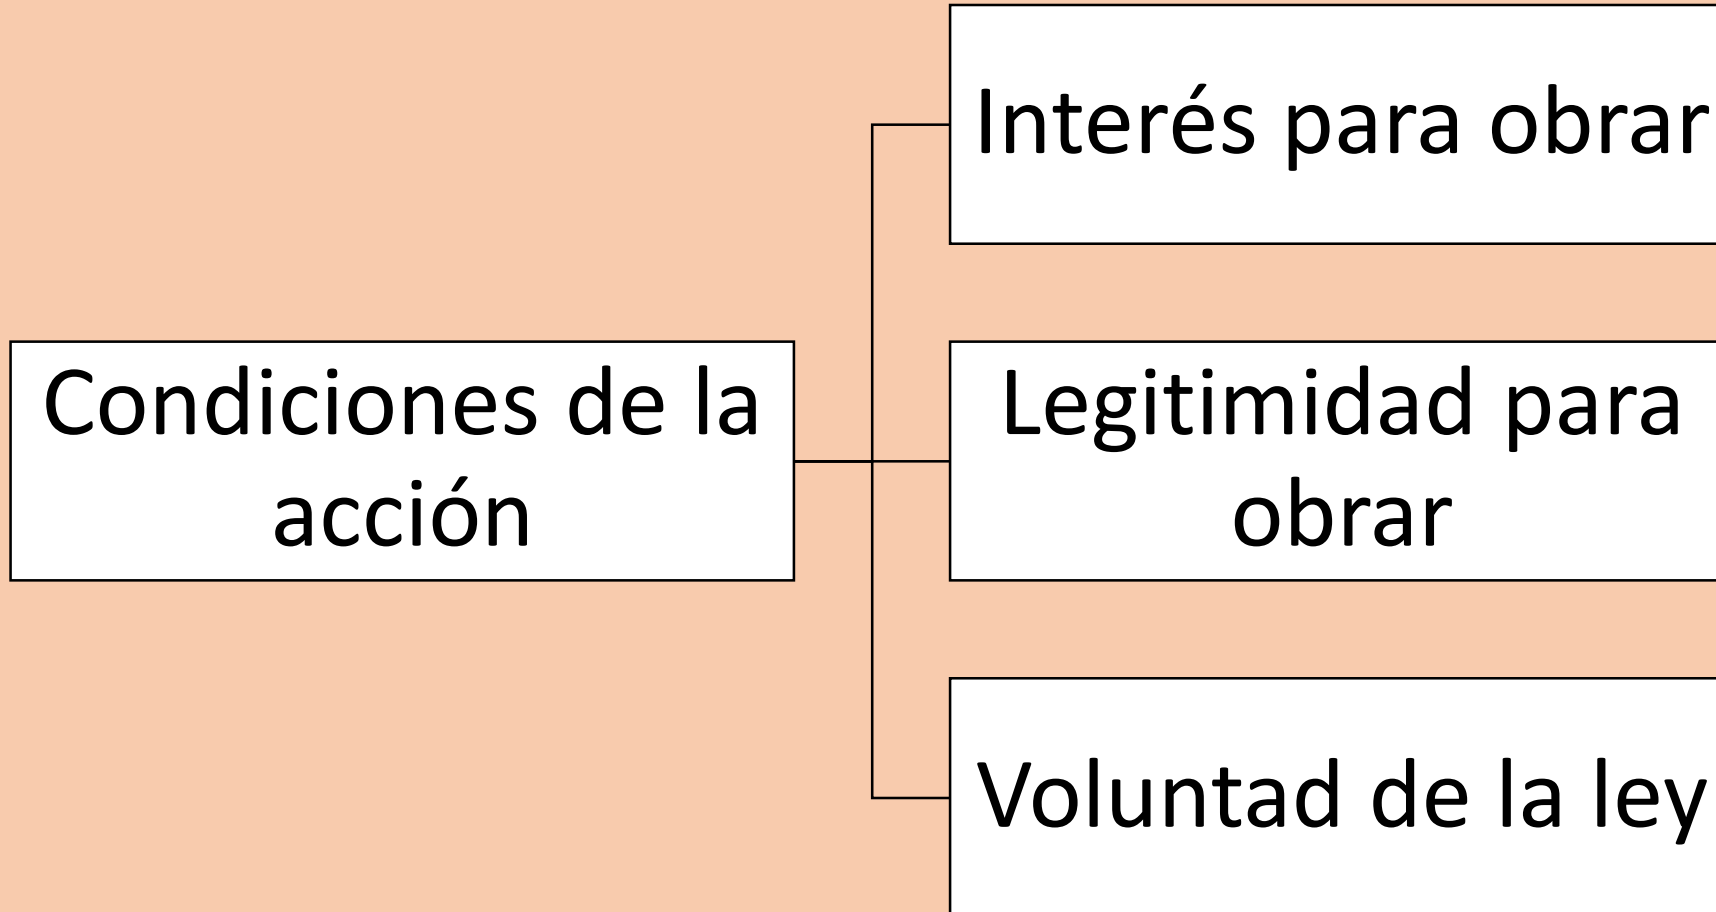 Interés para obrar
Condiciones de la
acción
Legitimidad para
obrar
Voluntad de la ley